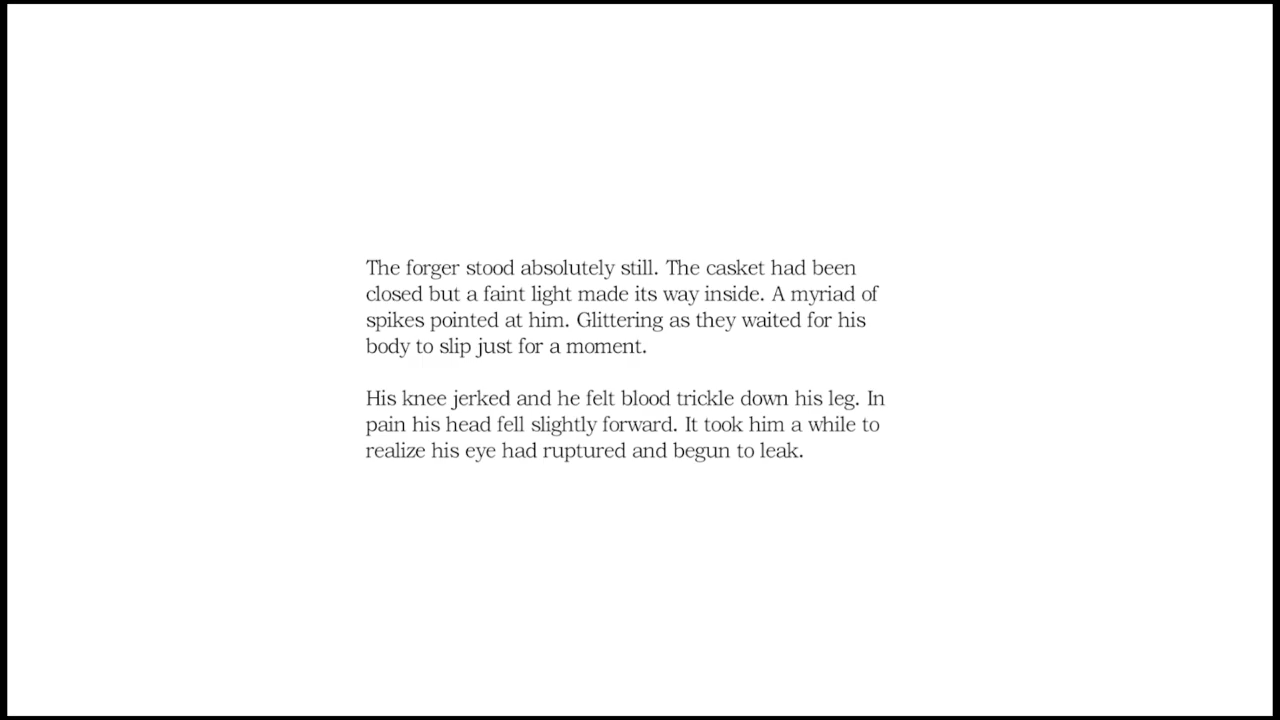 The forger stood absolutely still. The casket had been
closed but a faint light made its way inside. A myriad of
spikes pointed at him. Glittering as they waited for his
body to slip just for a moment.
His knee jerked and he felt blood trickle down his leg. In
pain his head fell slightly forward. It took him a while to
realize his eye had ruptured and begun to leak.